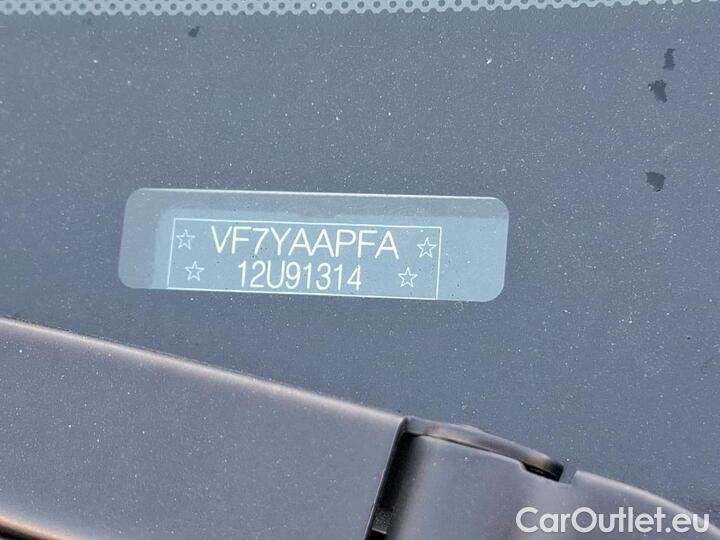 ☆ VF7YAAPFA ☆
☆ 12U91314 ☆
CarOutlet.eu